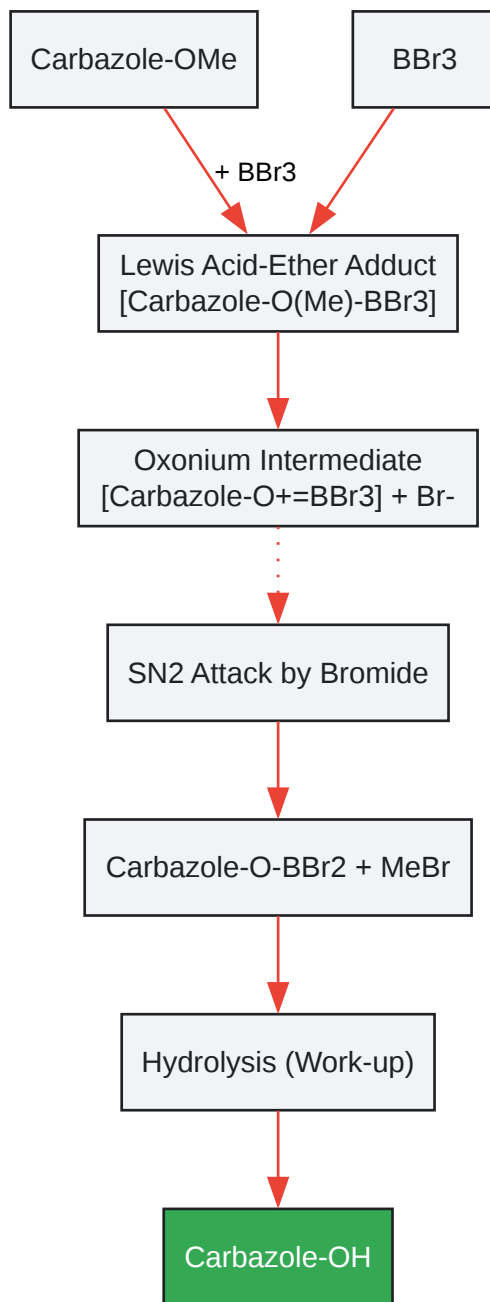 Carbazole-OMe
BBr3
+ BBr3
Lewis Acid-Ether Adduct
[Carbazole-O(Me)-BBr3]
Oxonium Intermediate
[Carbazole-O+=BBr3] + Br-
SN2 Attack by Bromide
Carbazole-O-BBr2 + MeBr
Hydrolysis (Work-up)
Carbazole-OH